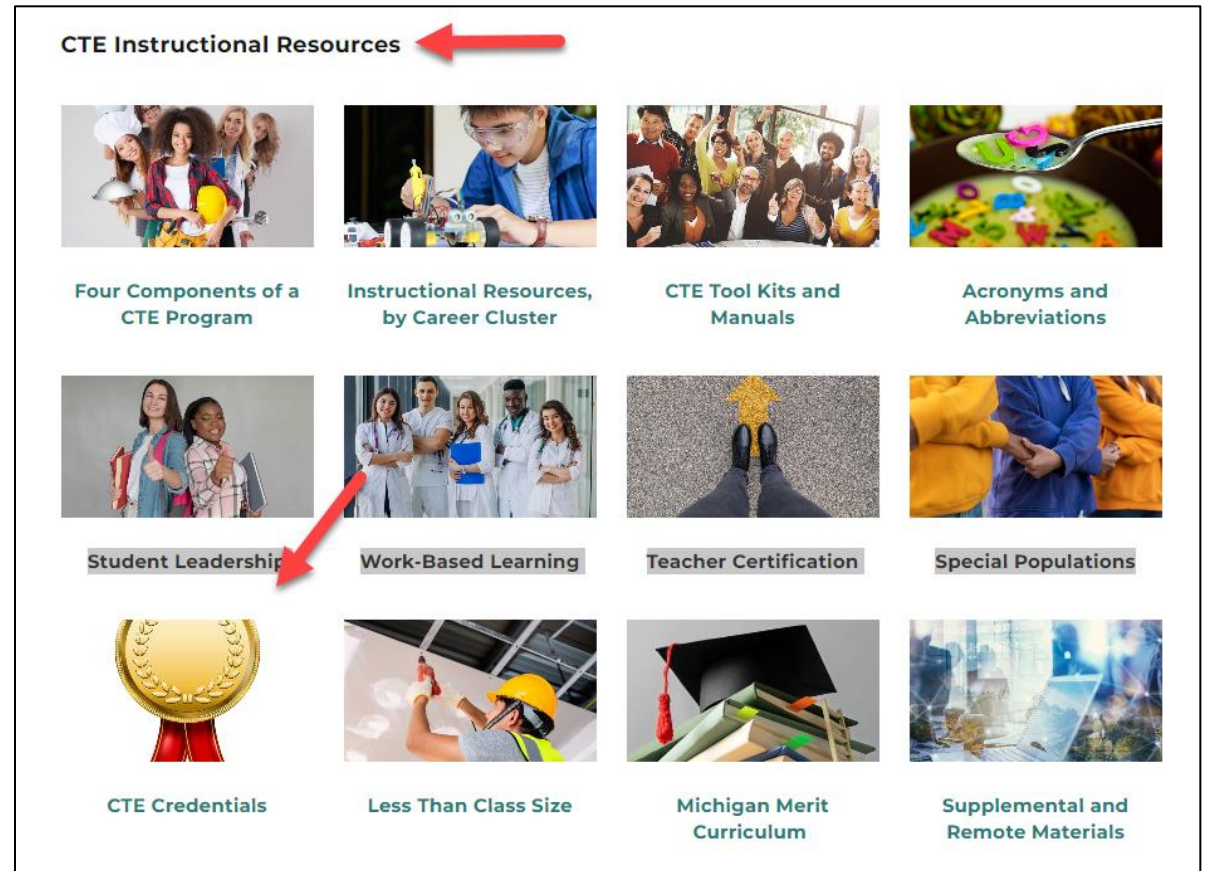 CTE Instructional Resources
Four Components of a
CTE Program
Instructional Resources,
by Career Cluster
CTE Tool Kits and
Manuals
Acronyms and
Abbreviations
Student Leadership
Work-Based Learning
Teacher Certification
Special Populations
CTE Credentials
Less Than Class Size
Michigan Merit
Curriculum
Supplemental and
Remote Materials